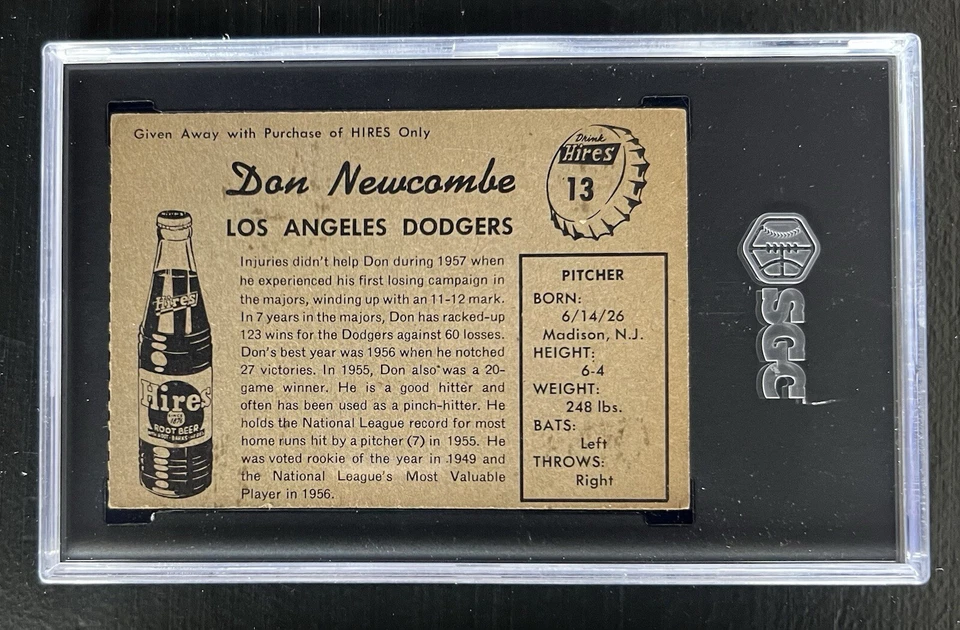 Given Away with Purchase of HIRES Only
Drink
Hires
13
Don Newcombe
LOS ANGELES DODGERS
Injuries didn't help Don during 1957 when
he experienced his first losing campaign in
the majors, winding up with an 11-12 mark.
In 7 years in the majors, Don has racked-up
123 wins for the Dodgers against 60 losses.
Don's best year was 1956 when he notched
27 victories. In 1955, Don also was a 20-
game winner. He is a good hitter and
often has been used as a pinch-hitter. He
holds the National League record for most
home runs hit by a pitcher (7) in 1955. He
was voted rookie of the year in 1949 and
the National League's Most Valuable
Player in 1956.
PITCHER
BORN:
6/14/26
Madison, N.J.
HEIGHT:
6-4
WEIGHT:
248 lbs.
BATS:
Left
THROWS:
Right
Hires
Hires
ROOT BEER
SGC